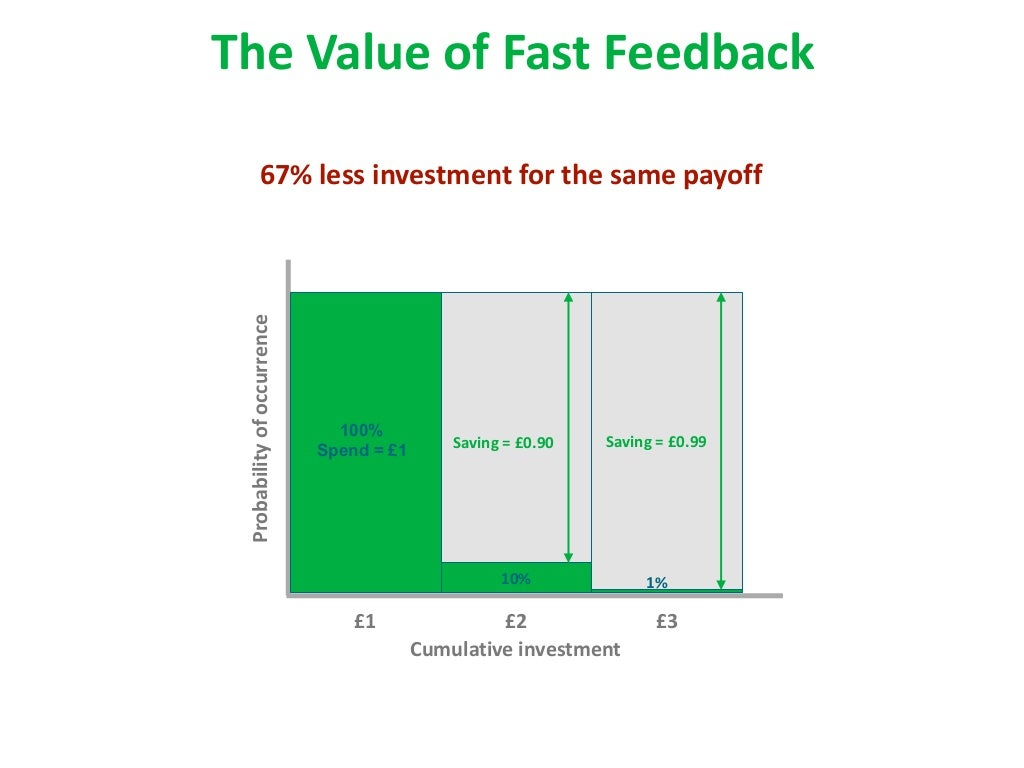 The Value of Fast Feedback
67% less investment for the same payoff
Probability of occurrence
100%
Spend = £1
Saving = £0.90
Saving = £0.99
10%
1%
£1
£2
£3
Cumulative investment